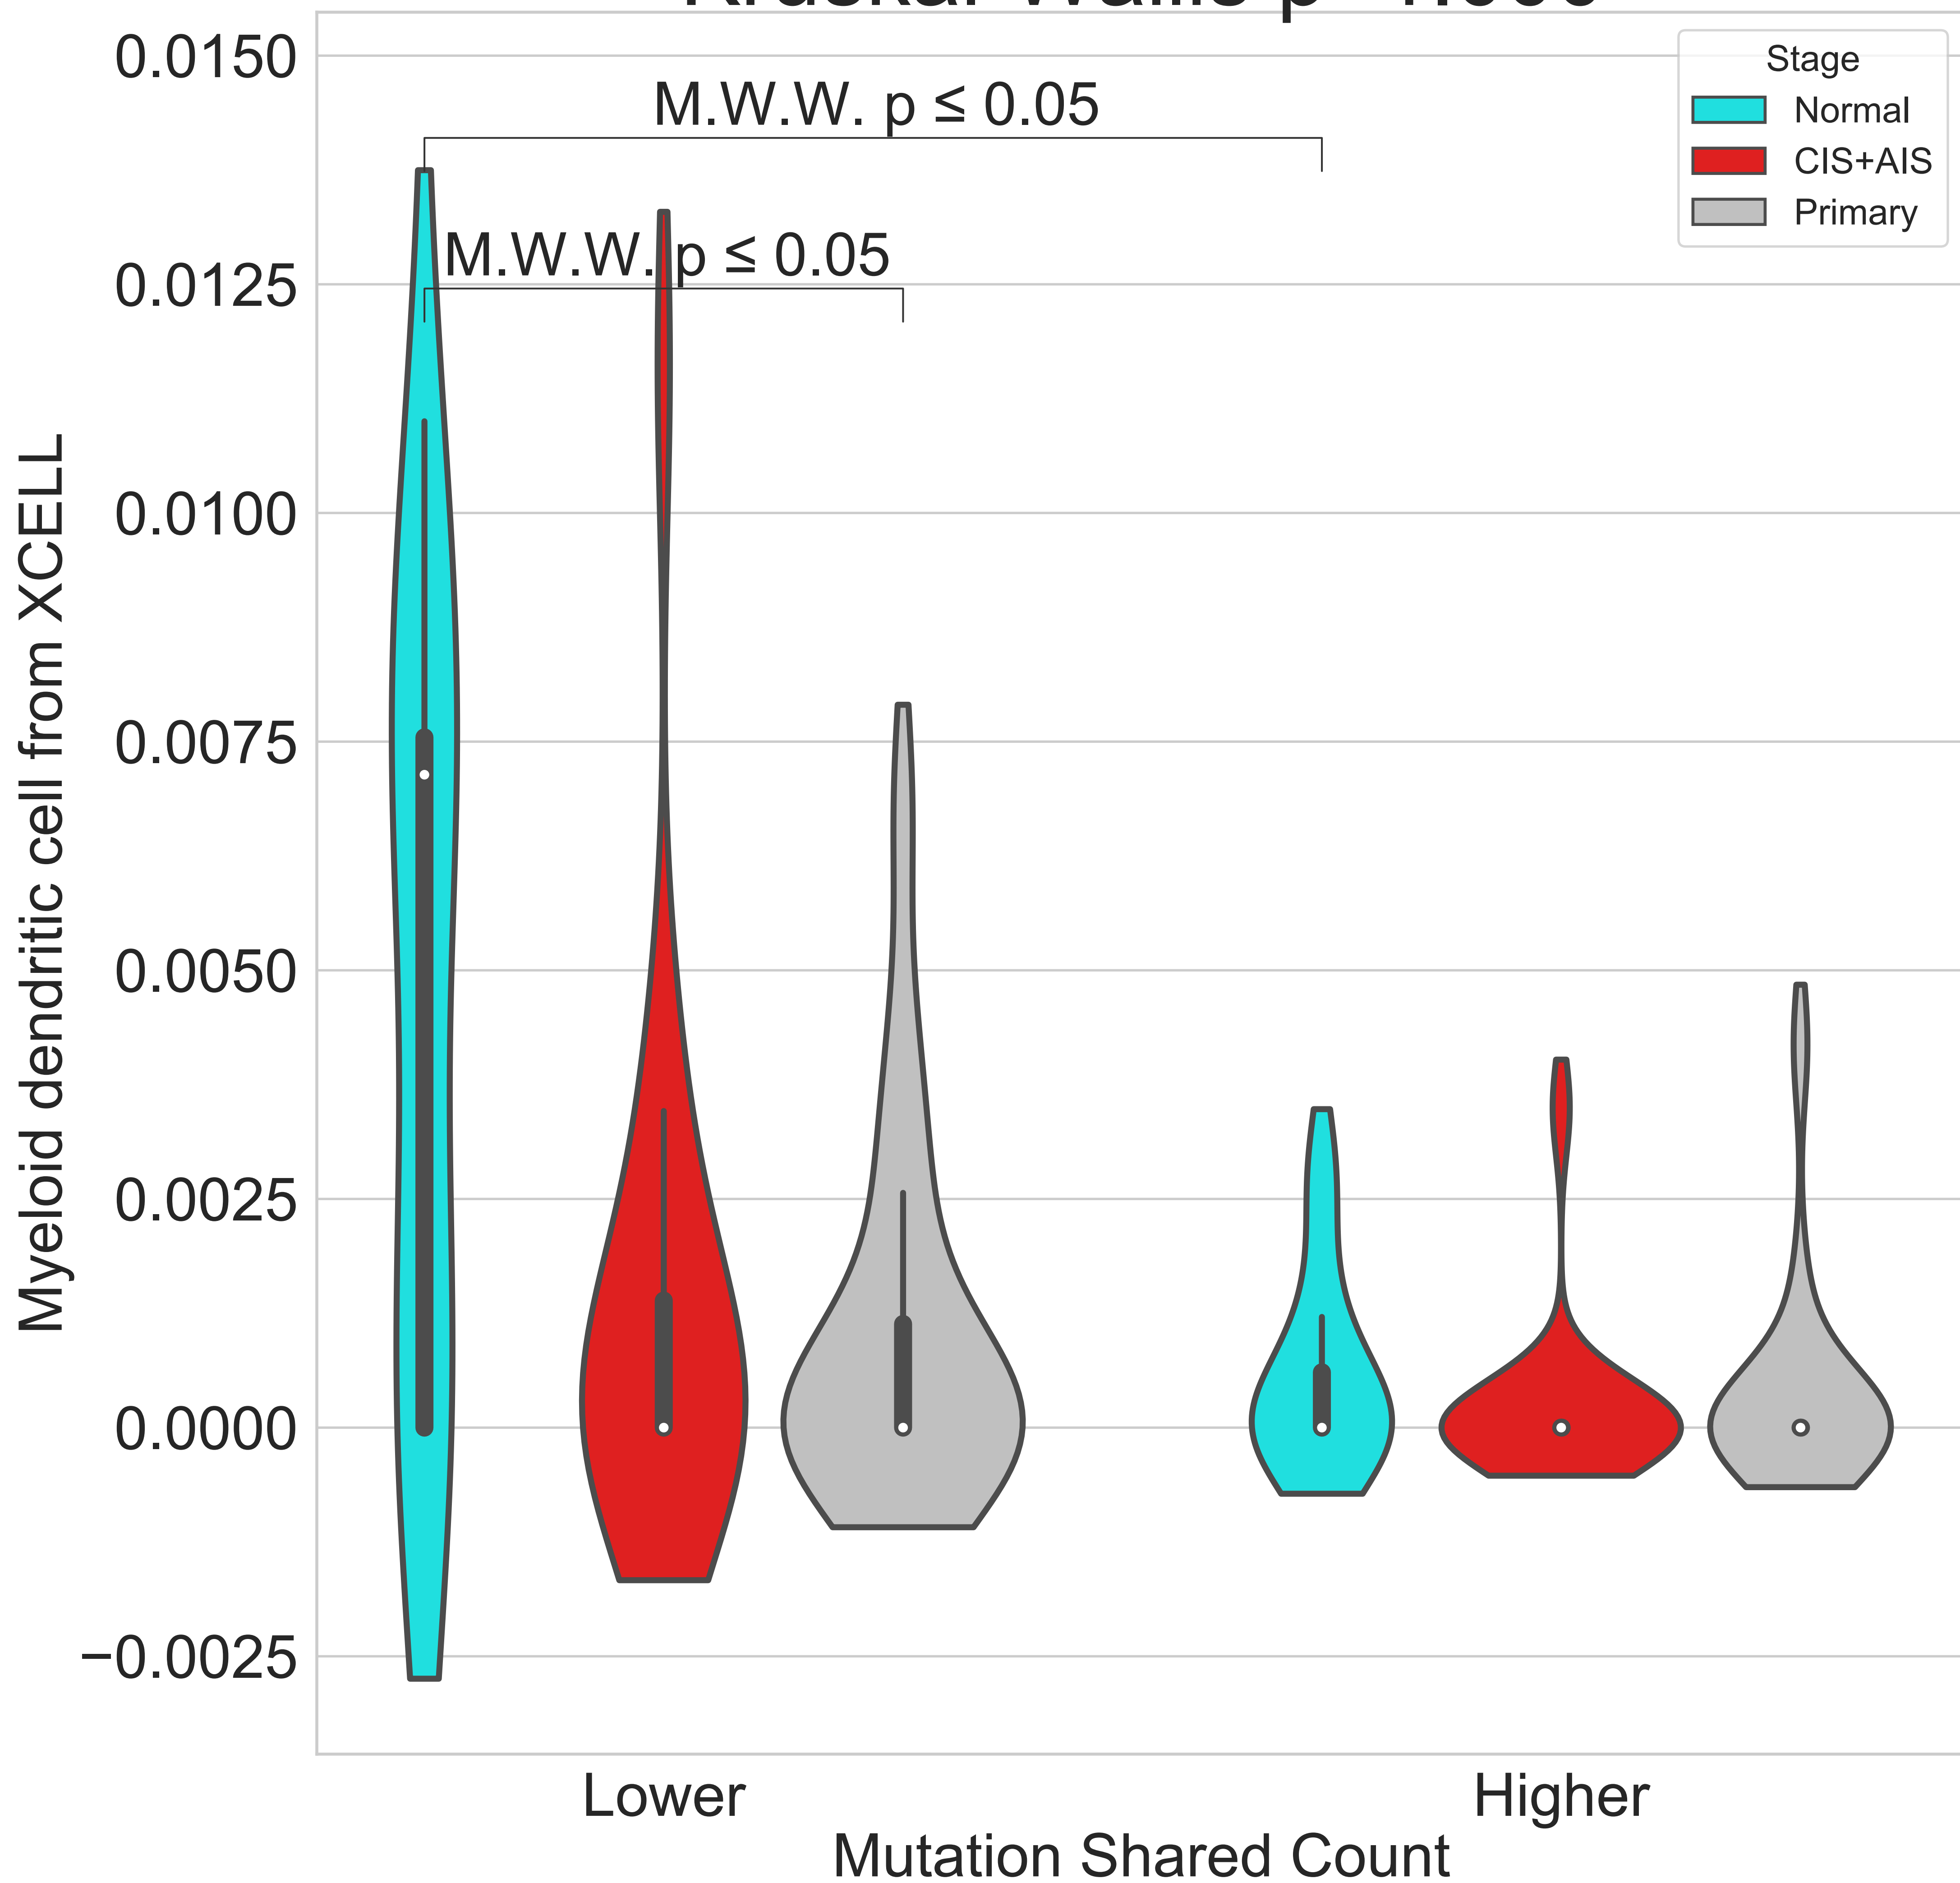 0.0150
0.0125
0.0100
0.0075
0.0050
0.0025
0.0000
−0.0025
Myeloid dendritic cell from XCELL
M.W.W. p ≤ 0.05
M.W.W. p ≤ 0.05
Stage
Normal
CIS+AIS
Primary
Lower
Higher
Mutation Shared Count